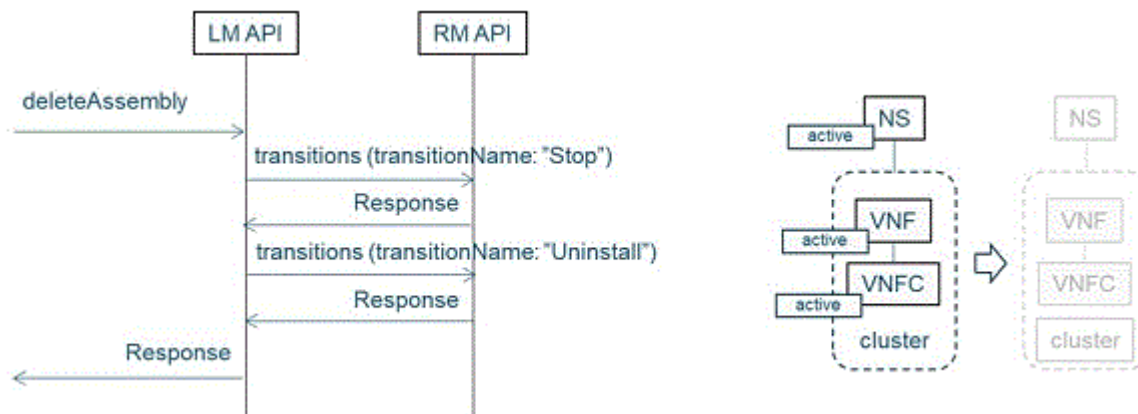 LM API
RM API
deleteAssembly
transitions (transitionName: "Stop")
Response
transitions (transitionName: "Uninstall")
Response
Response
NS
active
VNF
active
VNFC
active
cluster
NS
VNF
VNFC
cluster